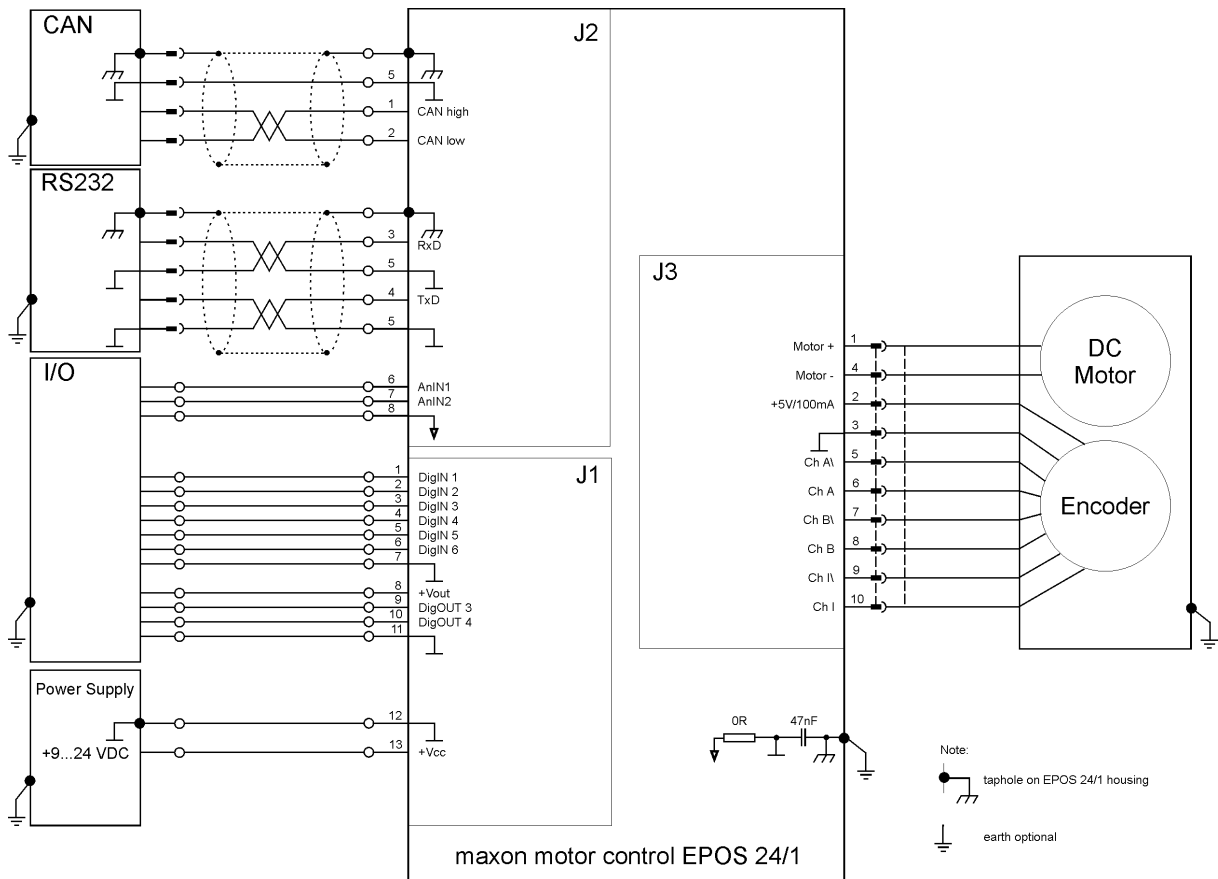 CAN
J2
5
1
CAN high
2
CAN low
RS232
3
RxD
5
4
TxD
5
I/O
6
AnIN1
7
AnIN2
8
J1
1
DigIN 1
2
DigIN 2
3
DigIN 3
4
DigIN 4
5
DigIN 5
6
DigIN 6
7
8
+Vout
9
DigOUT 3
10
DigOUT 4
11
Power Supply
+9...24 VDC
12
13
+Vcc
J3
Motor +
1
Motor -
4
+5V/100mA
2
3
Ch A\
5
Ch A
6
Ch B\
7
Ch B
8
Ch I\
9
Ch I
10
DC
Motor
Encoder
0R
47nF
Note:
taphole on EPOS 24/1 housing
earth optional
maxon motor control EPOS 24/1